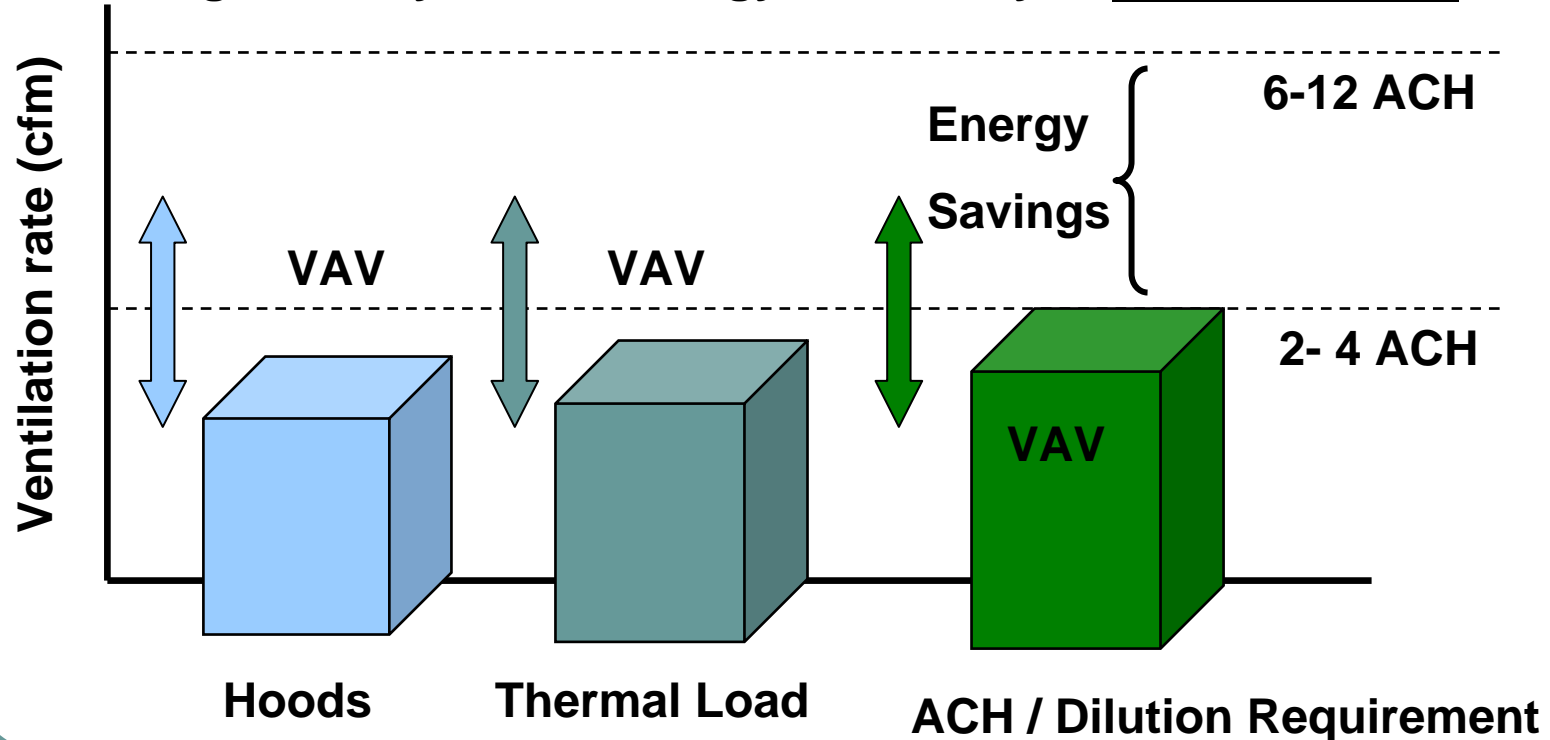 Ventilation rate (cfm)
6-12 ACH
Energy
Savings
VAV
VAV
2- 4 ACH
VAV
Hoods
Thermal Load
ACH / Dilution Requirement